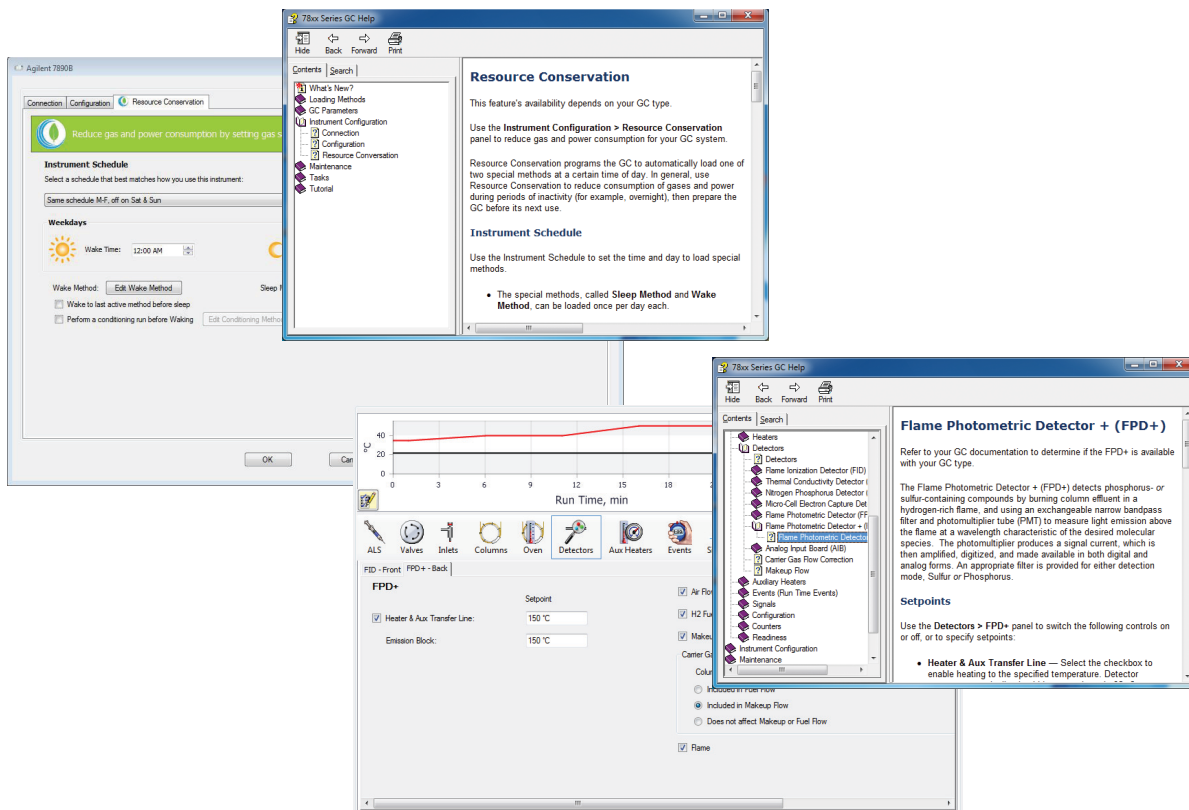 78xx Series GC Help
Hide Back Forward Print
Contents Search
What's New?
Loading Methods
GC Parameters
Instrument Configuration
Connection
Configuration
Resource Conversation
Maintenance
Tasks
Tutorial
Resource Conservation
This feature's availability depends on your GC type.
Use the Instrument Configuration > Resource Conservation
panel to reduce gas and power consumption for your GC system.
Resource Conservation programs the GC to automatically load one of
two special methods at a certain time of day. In general, use
Resource Conservation to reduce consumption of gases and power
during periods of inactivity (for example, overnight), then prepare the
GC before its next use.
Instrument Schedule
Use the Instrument Schedule to set the time and day to load special
methods.
• The special methods, called Sleep Method and Wake
Method, can be loaded once per day each.
Agilent 7890B
Connection Configuration Resource Conservation
Reduce gas and power consumption by setting gas s
Instrument Schedule
Select a schedule that best matches how you use this instrument:
Same schedule M-F, off on Sat & Sun
Weekdays
Wake Time: 12:00 AM
Wake Method: Edit Wake Method Sleep
Wake to last active method before sleep
Perform a conditioning run before Waking Edit Conditioning Metho
OK Can
°C
40
20
0
0 3 6 9 12 15 18
Run Time, min
ALS Valves Inlets Columns Oven Detectors Aux Heaters Events
FID - Front FPD+ - Back
FPD+
Setpoint
Heater & Aux Transfer Line: 150 °C
Emission Block: 150 °C
Air Flo
H2 Fue
Makeu
Carrier Ga
Colu
Included in Fuel Flow
Included in Makeup Flow
Does not affect Makeup or Fuel Flow
Flame
78xx Series GC Help
Hide Back Forward Print
Contents Search
Heaters
Detectors
Detectors
Flame Ionization Detector (FID)
Thermal Conductivity Detector (
Nitrogen Phosphorus Detector (
Micro-Cell Electron Capture Det
Flame Photometric Detector (FF
Flame Photometric Detector + (
Flame Photometric Detector
Analog Input Board (AIB)
Carrier Gas Flow Correction
Makeup Flow
Auxiliary Heaters
Events (Run Time Events)
Signals
Configuration
Counters
Readiness
Instrument Configuration
Maintenance
Flame Photometric Detector + (FPD+)
Refer to your GC documentation to determine if the FPD+ is available
with your GC type.
The Flame Photometric Detector + (FPD+) detects phosphorus- or
sulfur-containing compounds by burning column effluent in a
hydrogen-rich flame, and using an exchangeable narrow bandpass
filter and photomultiplier tube (PMT) to measure light emission above
the flame at a wavelength characteristic of the desired molecular
species. The photomultiplier produces a signal current, which is
then amplified, digitized, and made available in both digital and
analog forms. An appropriate filter is provided for either detection
mode, Sulfur or Phosphorus.
Setpoints
Use the Detectors > FPD+ panel to switch the following controls on
or off, or to specify setpoints:
• Heater & Aux Transfer Line — Select the checkbox to
enable heating to the specified temperature. Detector